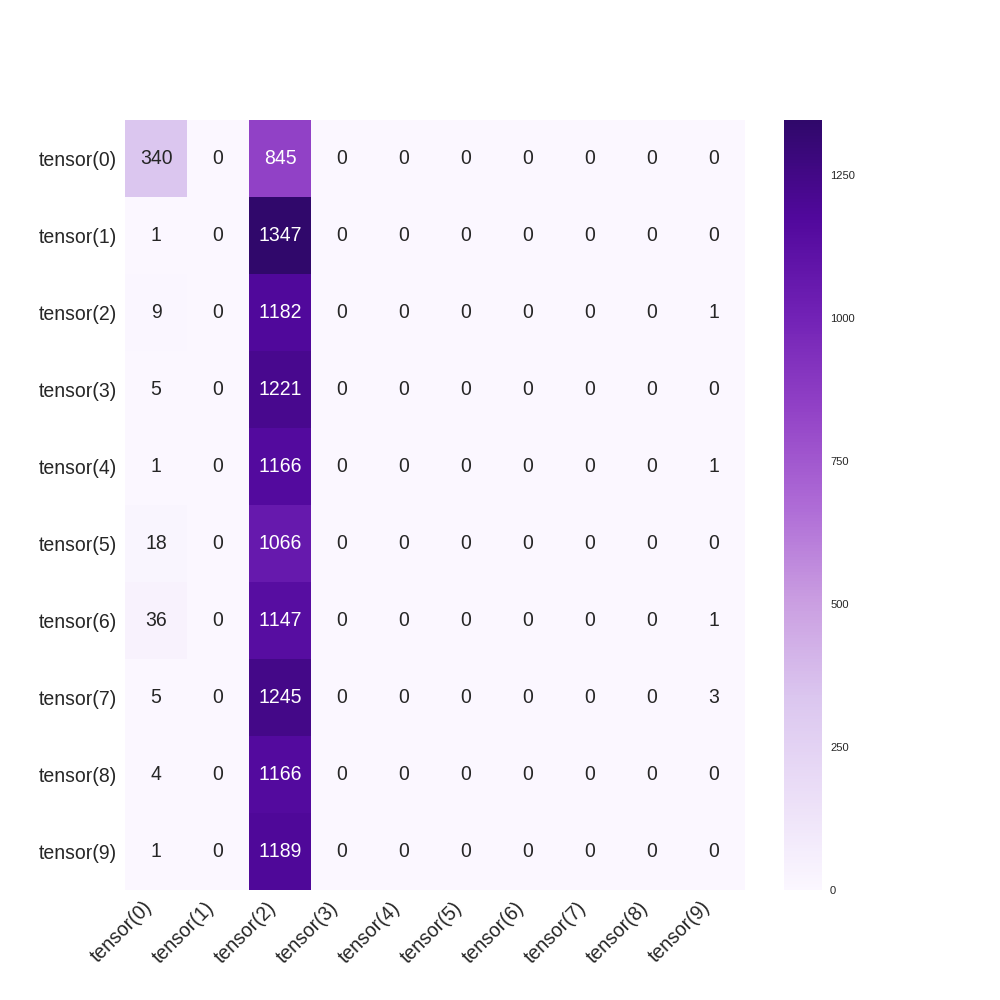 tensor(0) 340 0 845 0 0 0 0 0 0 0
tensor(1) 1 0 1347 0 0 0 0 0 0 0
tensor(2) 9 0 1182 0 0 0 0 0 0 1
tensor(3) 5 0 1221 0 0 0 0 0 0 0
tensor(4) 1 0 1166 0 0 0 0 0 0 1
tensor(5) 18 0 1066 0 0 0 0 0 0 0
tensor(6) 36 0 1147 0 0 0 0 0 0 1
tensor(7) 5 0 1245 0 0 0 0 0 0 3
tensor(8) 4 0 1166 0 0 0 0 0 0 0
tensor(9) 1 0 1189 0 0 0 0 0 0 0
tensor(0) tensor(1) tensor(2) tensor(3) tensor(4) tensor(5) tensor(6) tensor(7) tensor(8) tensor(9)
1250
1000
750
500
250
0